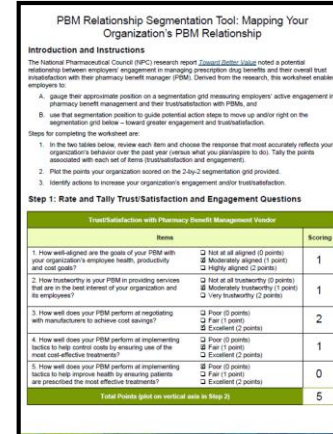 PBM Relationship Segmentation Tool: Mapping Your
Organization's PBM Relationship
Introduction and Instructions
The National Pharmaceutical Council (NPC) research report Toward Better Value noted a potential
relationship between employers' engagement in managing prescription drug benefits and their overall trust
in/satisfaction with their pharmacy benefit manager (PBM). Derived from the research, this worksheet enables
employers to:
A. gauge their approximate position on a segmentation grid measuring employers' active engagement in
pharmacy benefit management and their trust/satisfaction with PBMs, and
B. use that segmentation position to guide potential action steps to move up and/or right on the
segmentation grid below – toward greater engagement and trust/satisfaction.
Steps for completing the worksheet are:
1. In the two tables below, review each item and choose the response that most accurately reflects your
organization's behavior over the past year (versus what you plan/aspire to do). Tally the points
associated with each set of items (trust/satisfaction and engagement).
2. Plot the points your organization scored on the 2-by-2 segmentation grid provided.
3. Identify actions to increase your organization's engagement and/or trust/satisfaction.
Step 1: Rate and Tally Trust/Satisfaction and Engagement Questions
Trust/Satisfaction with Pharmacy Benefit Management Vendor
Items Scoring
1. How well-aligned are the goals of your PBM with ☐ Not at all aligned (0 points)
your organization's employee health, productivity ☒ Moderately aligned (1 point) 1
and cost goals? ☐ Highly aligned (2 points)
2. How trustworthy is your PBM in providing services ☐ Not at all trustworthy (0 points)
that are in the best interest of your organization and ☒ Moderately trustworthy (1 point) 1
its employees? ☐ Very trustworthy (2 points)
3. How well does your PBM perform at negotiating ☐ Poor (0 points)
with manufacturers to achieve cost savings? ☐ Fair (1 point) 2
☒ Excellent (2 points)
4. How well does your PBM perform at implementing ☐ Poor (0 points)
tactics to help control costs by ensuring use of the ☒ Fair (1 point) 1
most cost-effective treatments? ☐ Excellent (2 points)
5. How well does your PBM perform at implementing ☒ Poor (0 points)
tactics to help improve health by ensuring patients ☐ Fair (1 point) 0
are prescribed the most effective treatments? ☐ Excellent (2 points)
Total Points (plot on vertical axis in Step 2) 5